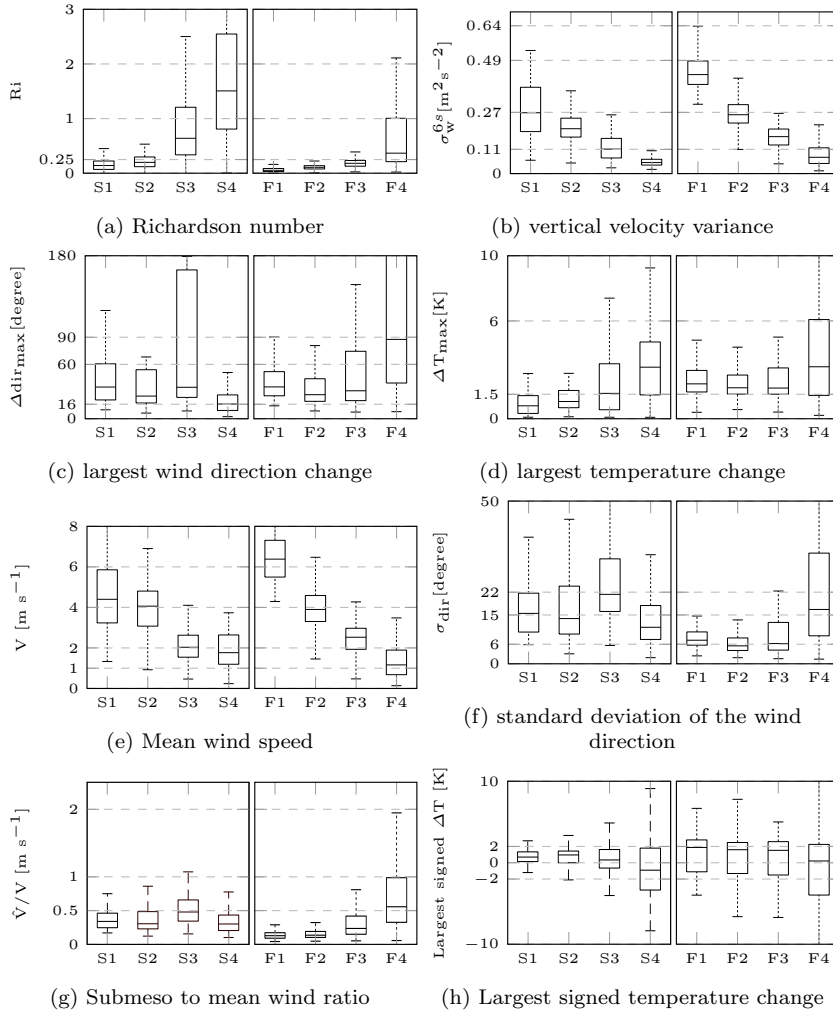 Ri
2
1
0.25
0
S1 S2 S3 S4 F1 F2 F3 F4
(a) Richardson number
σ_w^{6s}[m²s⁻²]
0.64
0.49
0.27
0.11
0
S1 S2 S3 S4 F1 F2 F3 F4
(b) vertical velocity variance
Δdir_max[degree]
180
90
60
16
0
S1 S2 S3 S4 F1 F2 F3 F4
(c) largest wind direction change
ΔT_max[K]
10
6
1.5
0
S1 S2 S3 S4 F1 F2 F3 F4
(d) largest temperature change
V [m s⁻¹]
8
6
4
2
1
0
S1 S2 S3 S4 F1 F2 F3 F4
(e) Mean wind speed
σ_dir[degree]
50
22
15
6
0
S1 S2 S3 S4 F1 F2 F3 F4
(f) standard deviation of the wind
direction
V̂/V [m s⁻¹]
2
1
0.5
0
S1 S2 S3 S4 F1 F2 F3 F4
(g) Submeso to mean wind ratio
Largest signed ΔT [K]
10
2
0
−2
−10
S1 S2 S3 S4 F1 F2 F3 F4
(h) Largest signed temperature change